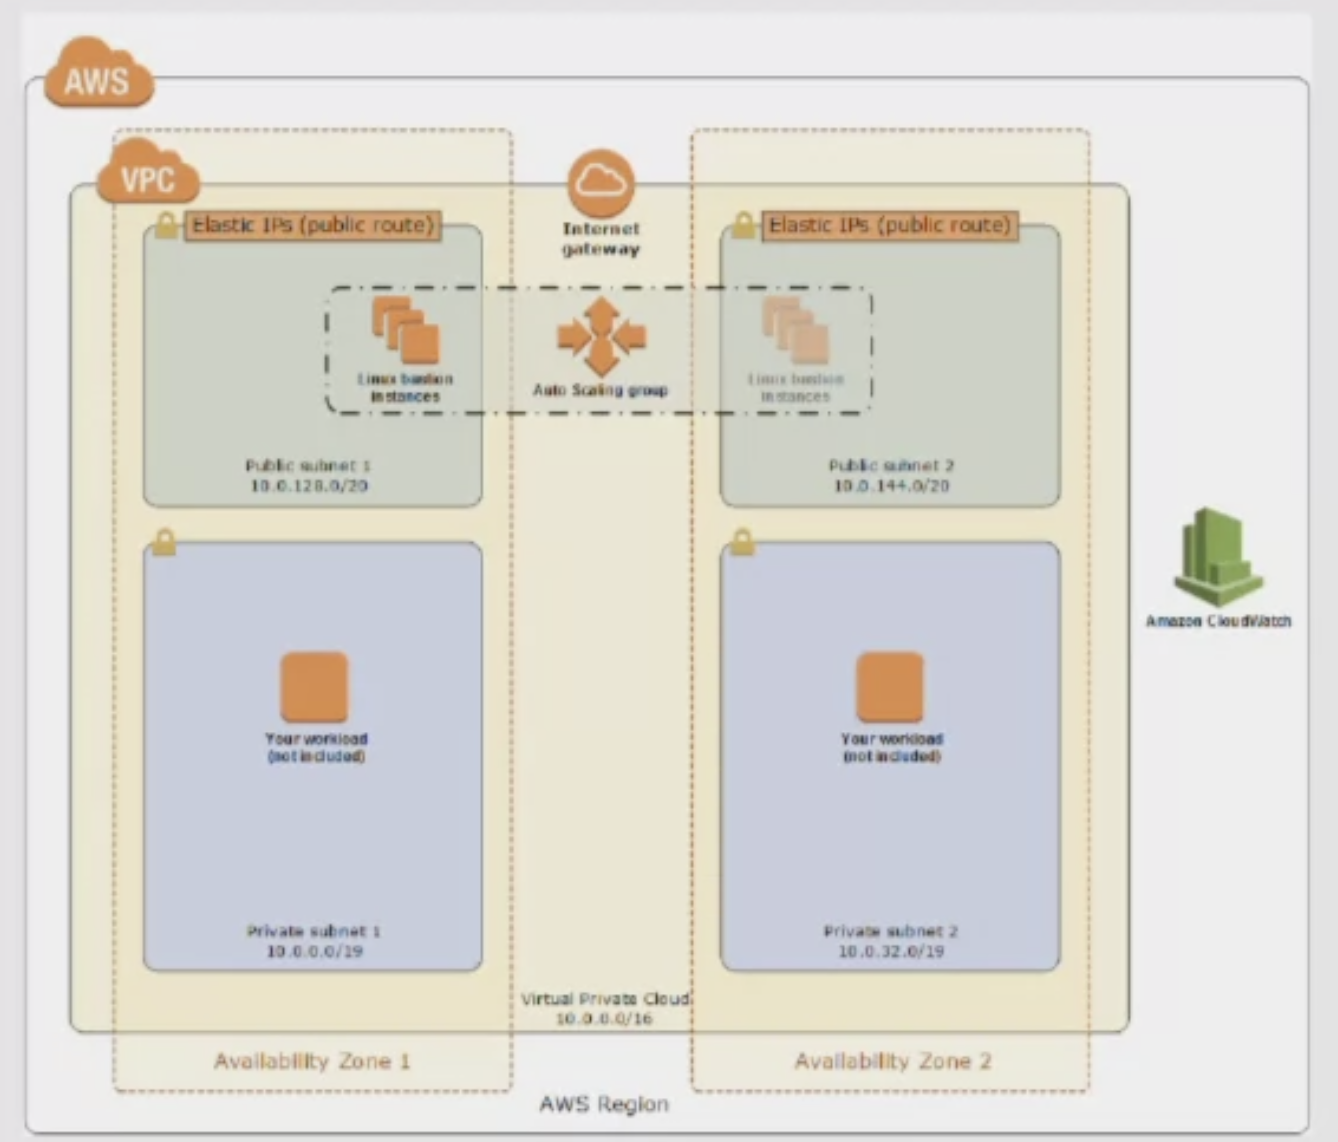 AWS
VPC
Elastic IPs (public route)
Internet
gateway
Elastic IPs (public route)
Linux bastion
instances
Auto Scaling group
Linux bastion
instances
Public subnet 1
10.0.128.0/20
Public subnet 2
10.0.144.0/20
Amazon CloudWatch
Your workload
(not included)
Your workload
(not included)
Private subnet 1
10.0.0.0/19
Private subnet 2
10.0.32.0/19
Virtual Private Cloud
10.0.0.0/16
Availability Zone 1
Availability Zone 2
AWS Region